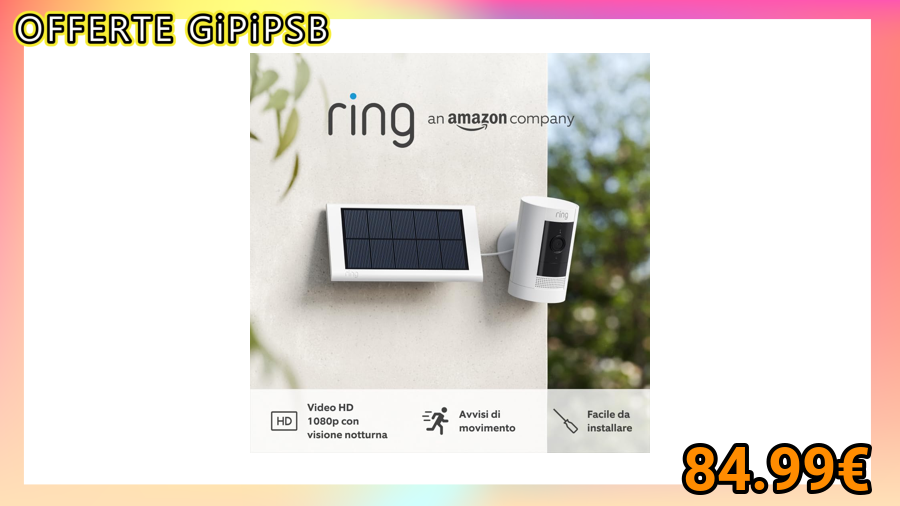 OFFERTE GiPiPSB
ring an amazon company
ring
ring
HD
Video HD
1080p con
visione notturna
Avvisi di
movimento
Facile da
installare
84.99€